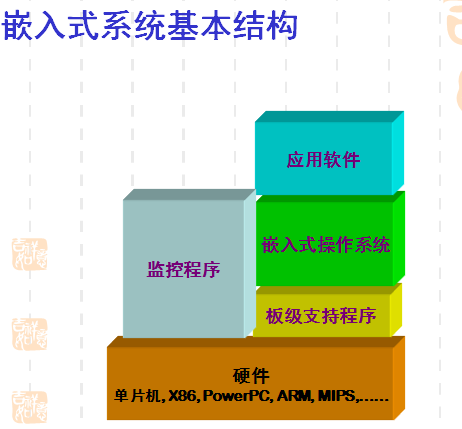 嵌入式系统基本结构
应用软件
嵌入式操作系统
监控程序
板级支持程序
硬件
单片机, X86, PowerPC, ARM, MIPS,……